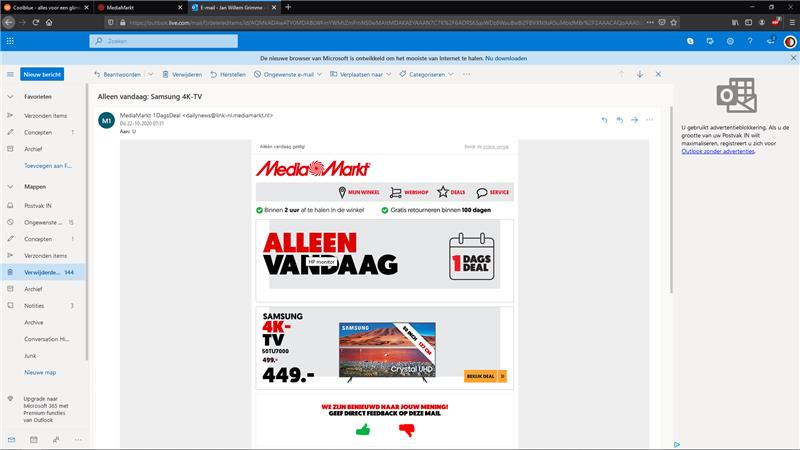 Coolblue - alles voor een glimla
MediaMarkt
E-mail - Jan Willem Grimme -
https://outlook.live.com/mail/0/deleteditems/id/
Zoeken
De nieuwe browser van Microsoft is ontwikkeld om het mooiste van Internet te halen. Nu downloaden
Nieuw bericht
Beantwoorden
Verwijderen
Herstellen
Ongewenste e-mail
Verplaatsen naar
Categoriseren
Favorieten
Verzonden items
Concepten 1
Archief
Toevoegen aan F...
Mappen
Postvak IN
Ongewenste ... 15
Concepten 1
Verzonden items
Verwijderde... 144
Archief
Notities 3
Archive
Conversation Hi...
Junk
Nieuwe map
Upgrade naar
Microsoft 365 met
Premium-functies
van Outlook
Alleen vandaag: Samsung 4K-TV
M1
MediaMarkt 1DagsDeal <dailynews@link-nl.mediamarkt.nl>
Do 22-10-2020 07:31
Aan: U
Alleen vandaag geldig!
Bekijk de online versie
Media Markt
MIJN WINKEL
WEBSHOP
DEALS
SERVICE
Binnen 2 uur af te halen in de winkel
Gratis retourneren binnen 100 dagen
ALLEEN
VANDAAG
HP monitor
1 DAGS
DEAL
SAMSUNG
4K-
TV
50TU7000
499.-
449.-
SAMSUNG
50 INCH
127 CM
Crystal UHD
BEKIJK DEAL
WE ZIJN BENIEUWD NAAR JOUW MENING!
GEEF DIRECT FEEDBACK OP DEZE MAIL
U gebruikt advertentieblokkering. Als u de
grootte van uw Postvak IN wilt
maximaliseren, registreert u zich voor
Outlook zonder advertenties.